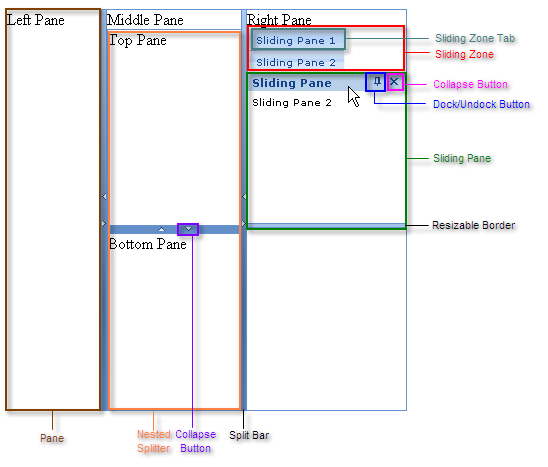 Left Pane
Middle Pane
Right Pane
Top Pane
Sliding Pane 1
Sliding Zone Tab
Sliding Zone
Sliding Pane 2
Sliding Pane
Collapse Button
Sliding Pane 2
Dock/Undock Button
Sliding Pane
Resizable Border
Bottom Pane
Pane
Nested Splitter
Collapse Button
Split Bar